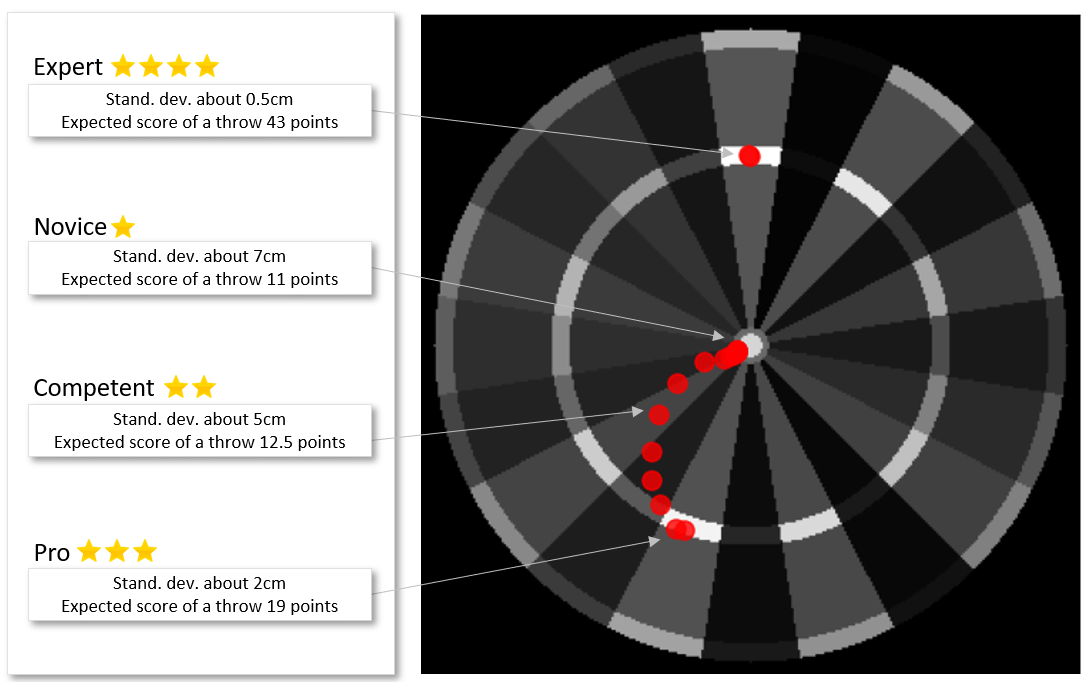 Expert
Stand. dev. about 0.5cm
Expected score of a throw 43 points
Novice
Stand. dev. about 7cm
Expected score of a throw 11 points
Competent
Stand. dev. about 5cm
Expected score of a throw 12.5 points
Pro
Stand. dev. about 2cm
Expected score of a throw 19 points